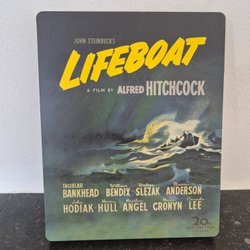 JOHN STEINBECK'S
LIFEBOAT
A FILM BY ALFRED HITCHCOCK
TALLULAH William Walter Mary
BANKHEAD BENDIX SLEZAK ANDERSON
John Henry Heather Hume Canada
HODIAK HULL ANGEL CRONYN LEE
20th